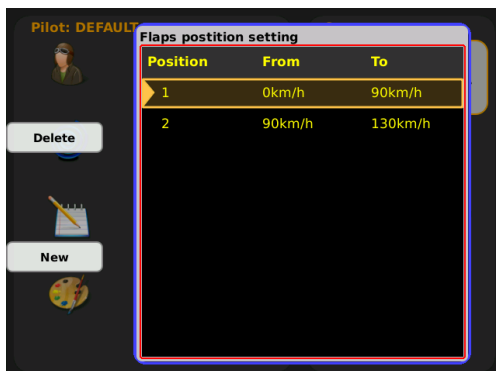 Pilot: DEFAULT
Flaps postition setting
Position From To
1 0km/h 90km/h
2 90km/h 130km/h
Delete
New